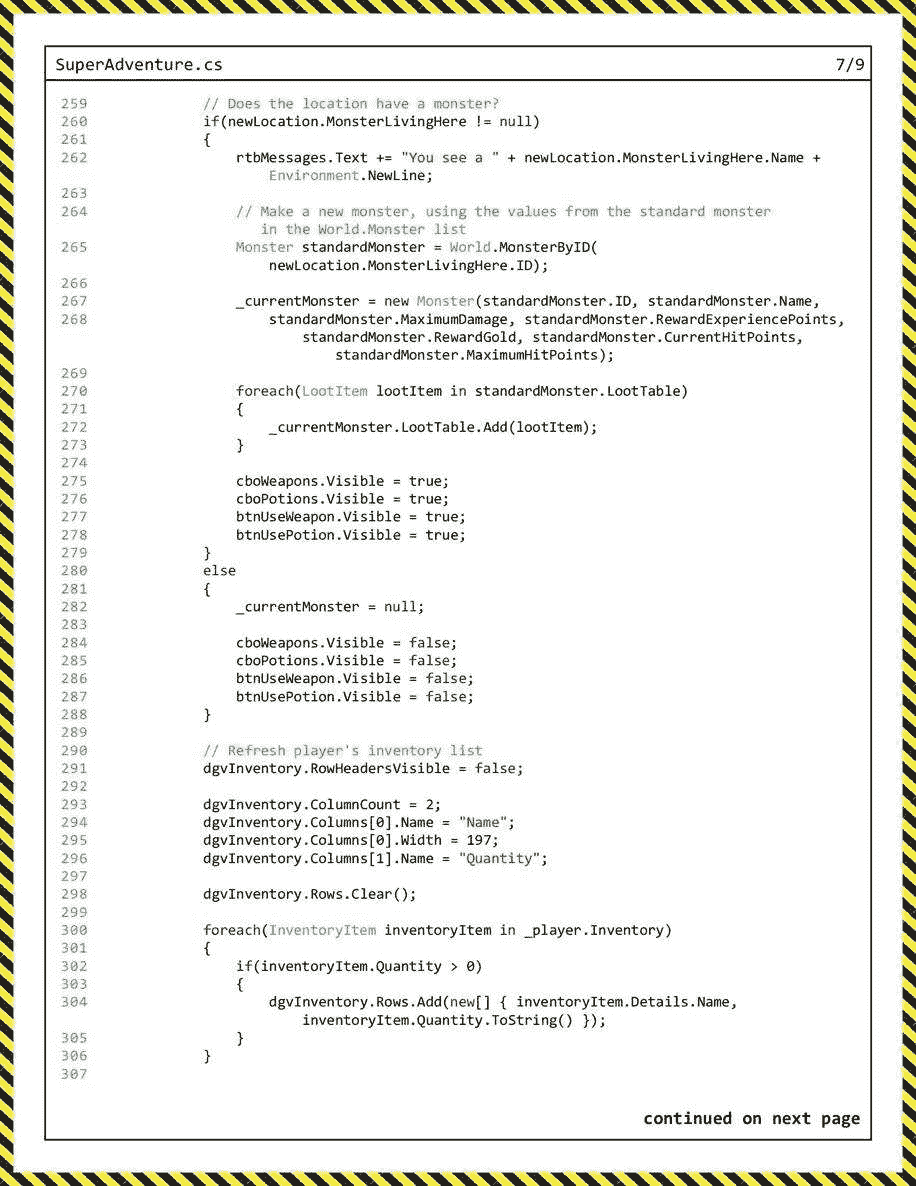 SuperAdventure.cs 7/9
259 // Does the location have a monster?
260 if(newLocation.MonsterLivingHere != null)
261 {
262 rtbMessages.Text += "You see a " + newLocation.MonsterLivingHere.Name +
Environment.NewLine;
263
264 // Make a new monster, using the values from the standard monster
in the World.Monster list
265 Monster standardMonster = World.MonsterByID(
newLocation.MonsterLivingHere.ID);
266
267 _currentMonster = new Monster(standardMonster.ID, standardMonster.Name,
268 standardMonster.MaximumDamage, standardMonster.RewardExperiencePoints,
standardMonster.RewardGold, standardMonster.CurrentHitPoints,
standardMonster.MaximumHitPoints);
269
270 foreach(LootItem lootItem in standardMonster.LootTable)
271 {
272 _currentMonster.LootTable.Add(lootItem);
273 }
274
275 cboWeapons.Visible = true;
276 cboPotions.Visible = true;
277 btnUseWeapon.Visible = true;
278 btnUsePotion.Visible = true;
279 }
280 else
281 {
282 _currentMonster = null;
283
284 cboWeapons.Visible = false;
285 cboPotions.Visible = false;
286 btnUseWeapon.Visible = false;
287 btnUsePotion.Visible = false;
288 }
289
290 // Refresh player's inventory list
291 dgvInventory.RowHeadersVisible = false;
292
293 dgvInventory.ColumnCount = 2;
294 dgvInventory.Columns[0].Name = "Name";
295 dgvInventory.Columns[0].Width = 197;
296 dgvInventory.Columns[1].Name = "Quantity";
297
298 dgvInventory.Rows.Clear();
299
300 foreach(InventoryItem inventoryItem in _player.Inventory)
301 {
302 if(inventoryItem.Quantity > 0)
303 {
304 dgvInventory.Rows.Add(new[] { inventoryItem.Details.Name,
inventoryItem.Quantity.ToString() });
305 }
306 }
307
continued on next page